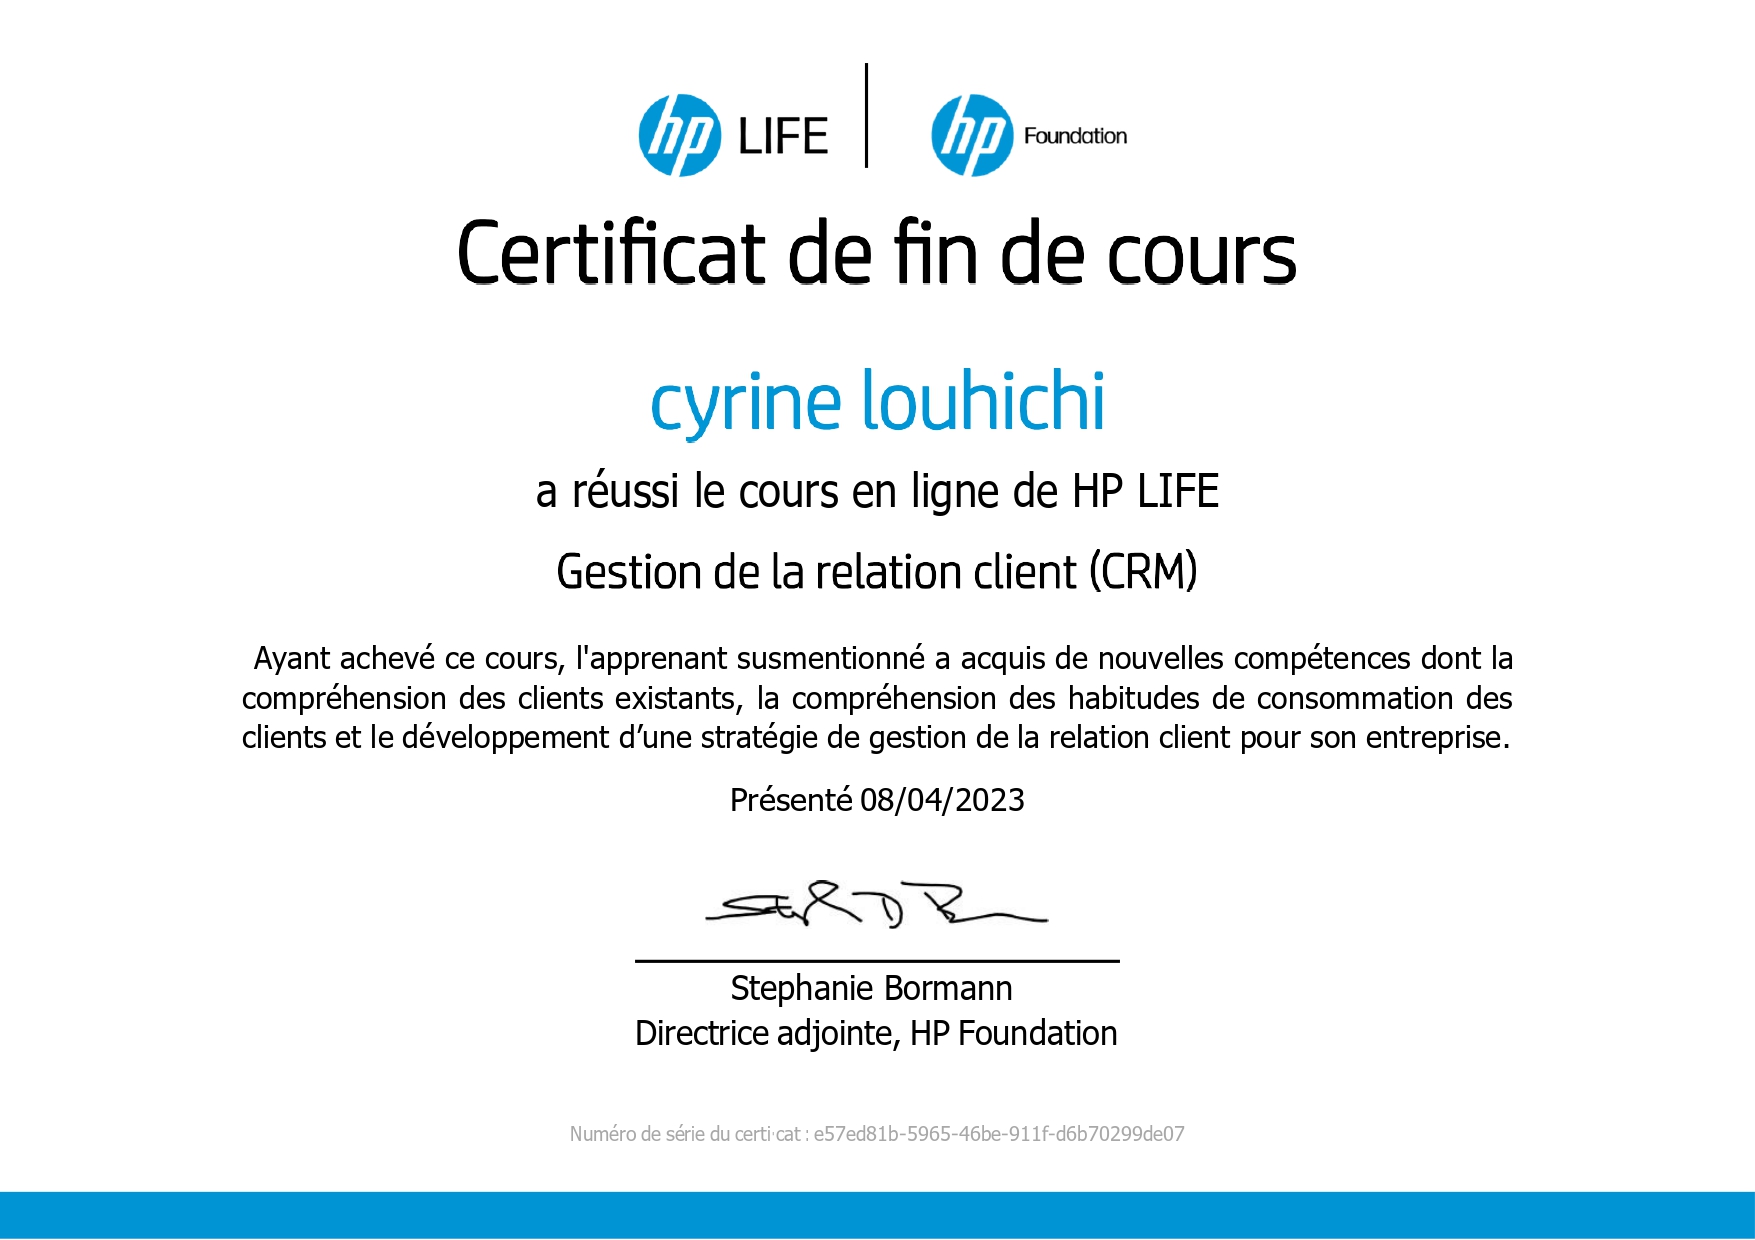 hp LIFE hp Foundation
Certificat de fin de cours
cyrine louhichi
a réussi le cours en ligne de HP LIFE
Gestion de la relation client (CRM)
Ayant achevé ce cours, l'apprenant susmentionné a acquis de nouvelles compétences dont la
compréhension des clients existants, la compréhension des habitudes de consommation des
clients et le développement d’une stratégie de gestion de la relation client pour son entreprise.
Présenté 08/04/2023
Stephanie Bormann
Directrice adjointe, HP Foundation
Numéro de série du certi·cat : e57ed81b-5965-46be-911f-d6b70299de07